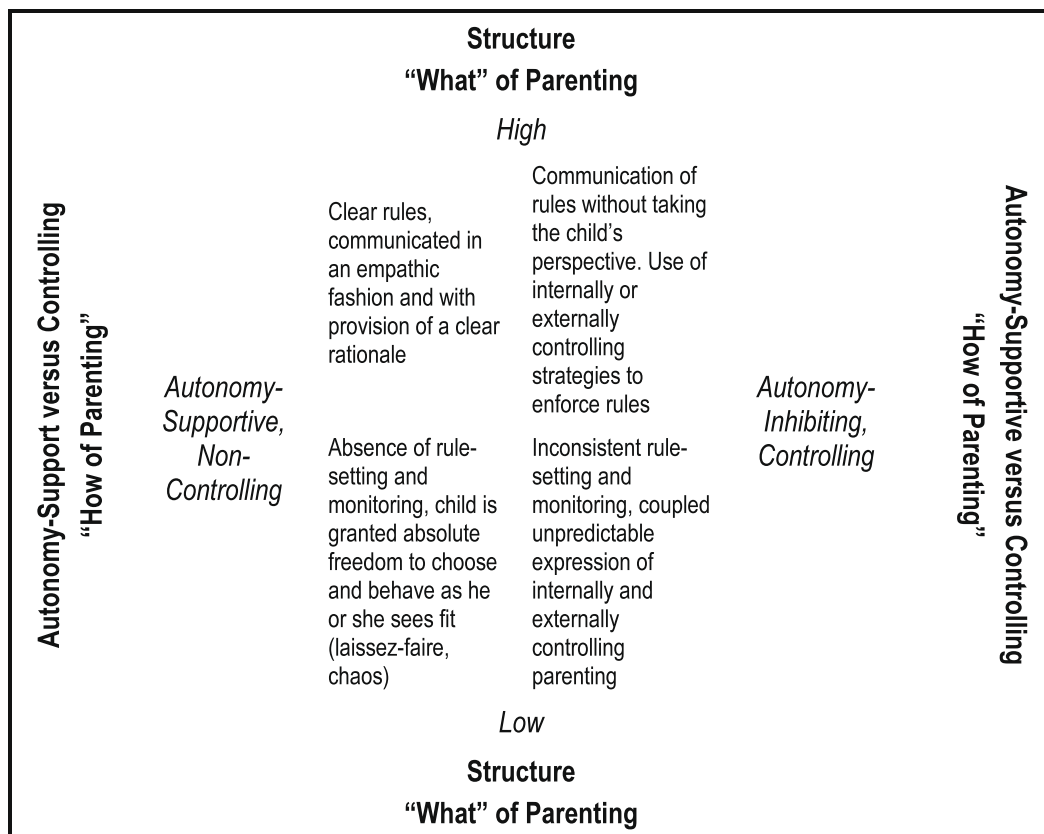 Structure
“What” of Parenting
High
Autonomy-Support versus Controlling
“How of Parenting”
Autonomy-
Supportive,
Non-
Controlling
Clear rules,
communicated in
an empathic
fashion and with
provision of a clear
rationale
Communication of
rules without taking
the child’s
perspective. Use of
internally or
externally
controlling
strategies to
enforce rules
Absence of rule-
setting and
monitoring, child is
granted absolute
freedom to choose
and behave as he
or she sees fit
(laissez-faire,
chaos)
Inconsistent rule-
setting and
monitoring, coupled
unpredictable
expression of
internally and
externally
controlling
parenting
Autonomy-
Inhibiting,
Controlling
Autonomy-Supportive versus Controlling
“How of Parenting”
Low
Structure
“What” of Parenting